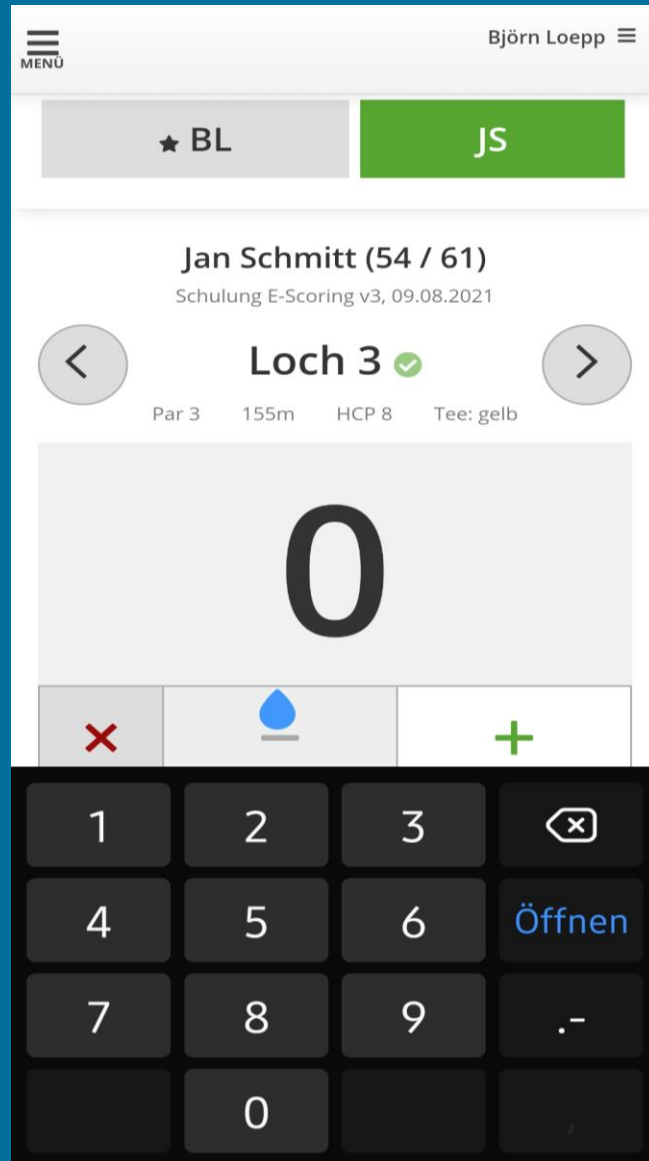 Björn Loepp
MENÜ
BL
JS
Jan Schmitt (54 / 61)
Schulung E-Scoring v3, 09.08.2021
Loch 3
Par 3 155m HCP 8 Tee: gelb
0
1 2 3
4 5 6 Öffnen
7 8 9 .-
0 ,